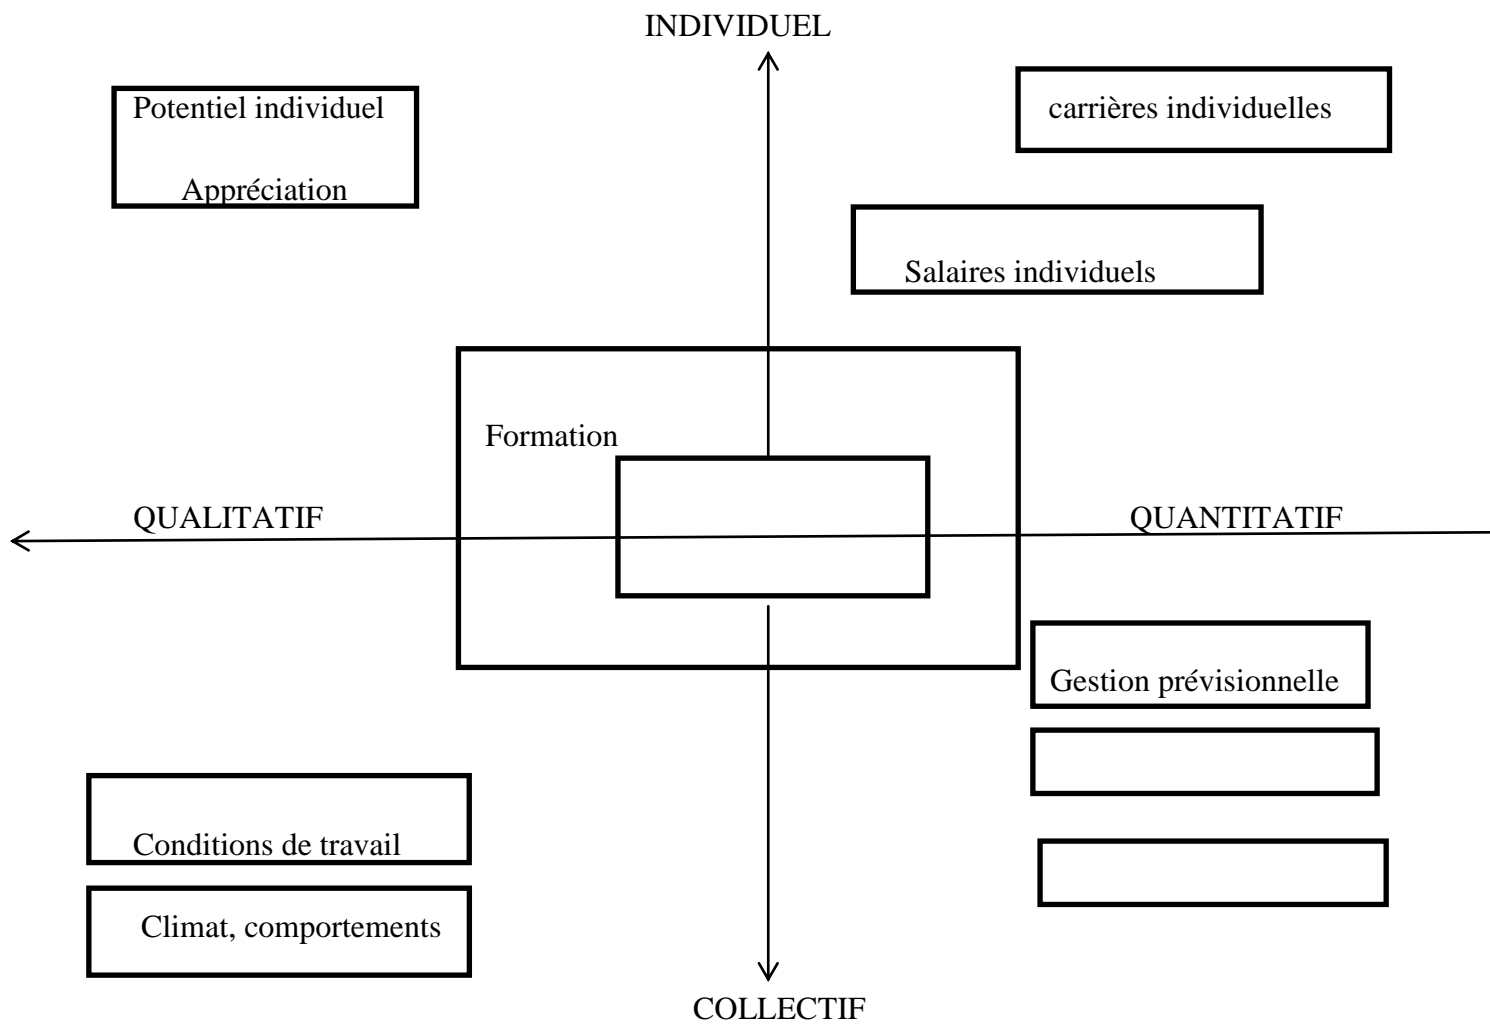 INDIVIDUEL
Potentiel individuel
carrières individuelles
Appréciation
Salaires individuels
Formation
QUALITATIF
QUANTITATIF
Gestion prévisionnelle
Conditions de travail
Climat, comportements
COLLECTIF